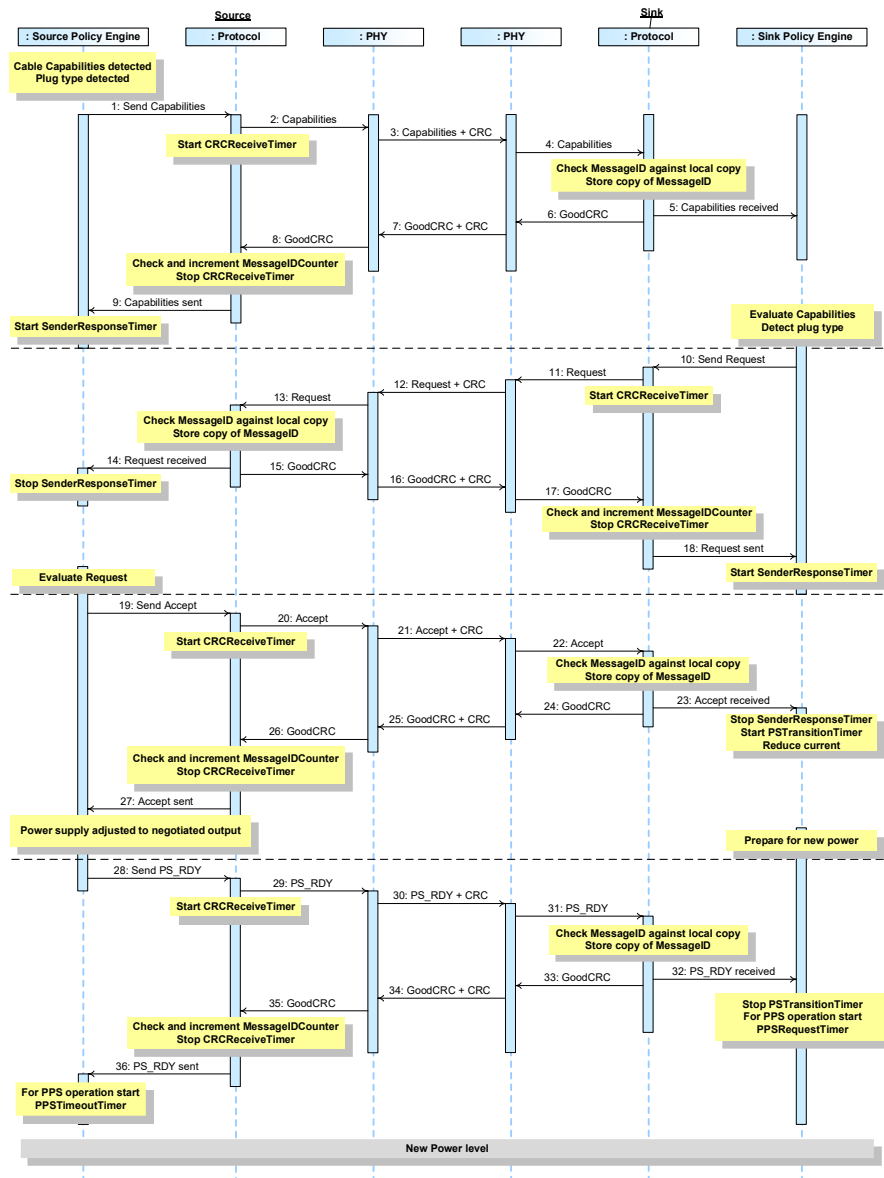 Source
Sink
: Source Policy Engine
: Protocol
: PHY
: PHY
: Protocol
: Sink Policy Engine
Cable Capabilities detected
Plug type detected
1: Send Capabilities
2: Capabilities
Start CRCReceiveTimer
3: Capabilities + CRC
4: Capabilities
Check MessageID against local copy
Store copy of MessageID
5: Capabilities received
6: GoodCRC
7: GoodCRC + CRC
8: GoodCRC
Check and increment MessageIDCounter
Stop CRCReceiveTimer
9: Capabilities sent
Start SenderResponseTimer
Evaluate Capabilities
Detect plug type
10: Send Request
11: Request
Start CRCReceiveTimer
12: Request + CRC
13: Request
Check MessageID against local copy
Store copy of MessageID
14: Request received
Stop SenderResponseTimer
15: GoodCRC
16: GoodCRC + CRC
17: GoodCRC
Check and increment MessageIDCounter
Stop CRCReceiveTimer
18: Request sent
Start SenderResponseTimer
Evaluate Request
19: Send Accept
20: Accept
Start CRCReceiveTimer
21: Accept + CRC
22: Accept
Check MessageID against local copy
Store copy of MessageID
23: Accept received
Stop SenderResponseTimer
Start PSTransitionTimer
Reduce current
24: GoodCRC
25: GoodCRC + CRC
26: GoodCRC
Check and increment MessageIDCounter
Stop CRCReceiveTimer
27: Accept sent
Power supply adjusted to negotiated output
Prepare for new power
28: Send PS_RDY
29: PS_RDY
Start CRCReceiveTimer
30: PS_RDY + CRC
31: PS_RDY
Check MessageID against local copy
Store copy of MessageID
32: PS_RDY received
33: GoodCRC
34: GoodCRC + CRC
35: GoodCRC
Stop PSTransitionTimer
For PPS operation start
PPSRequestTimer
Check and increment MessageIDCounter
Stop CRCReceiveTimer
36: PS_RDY sent
For PPS operation start
PPSTimeoutTimer
New Power level